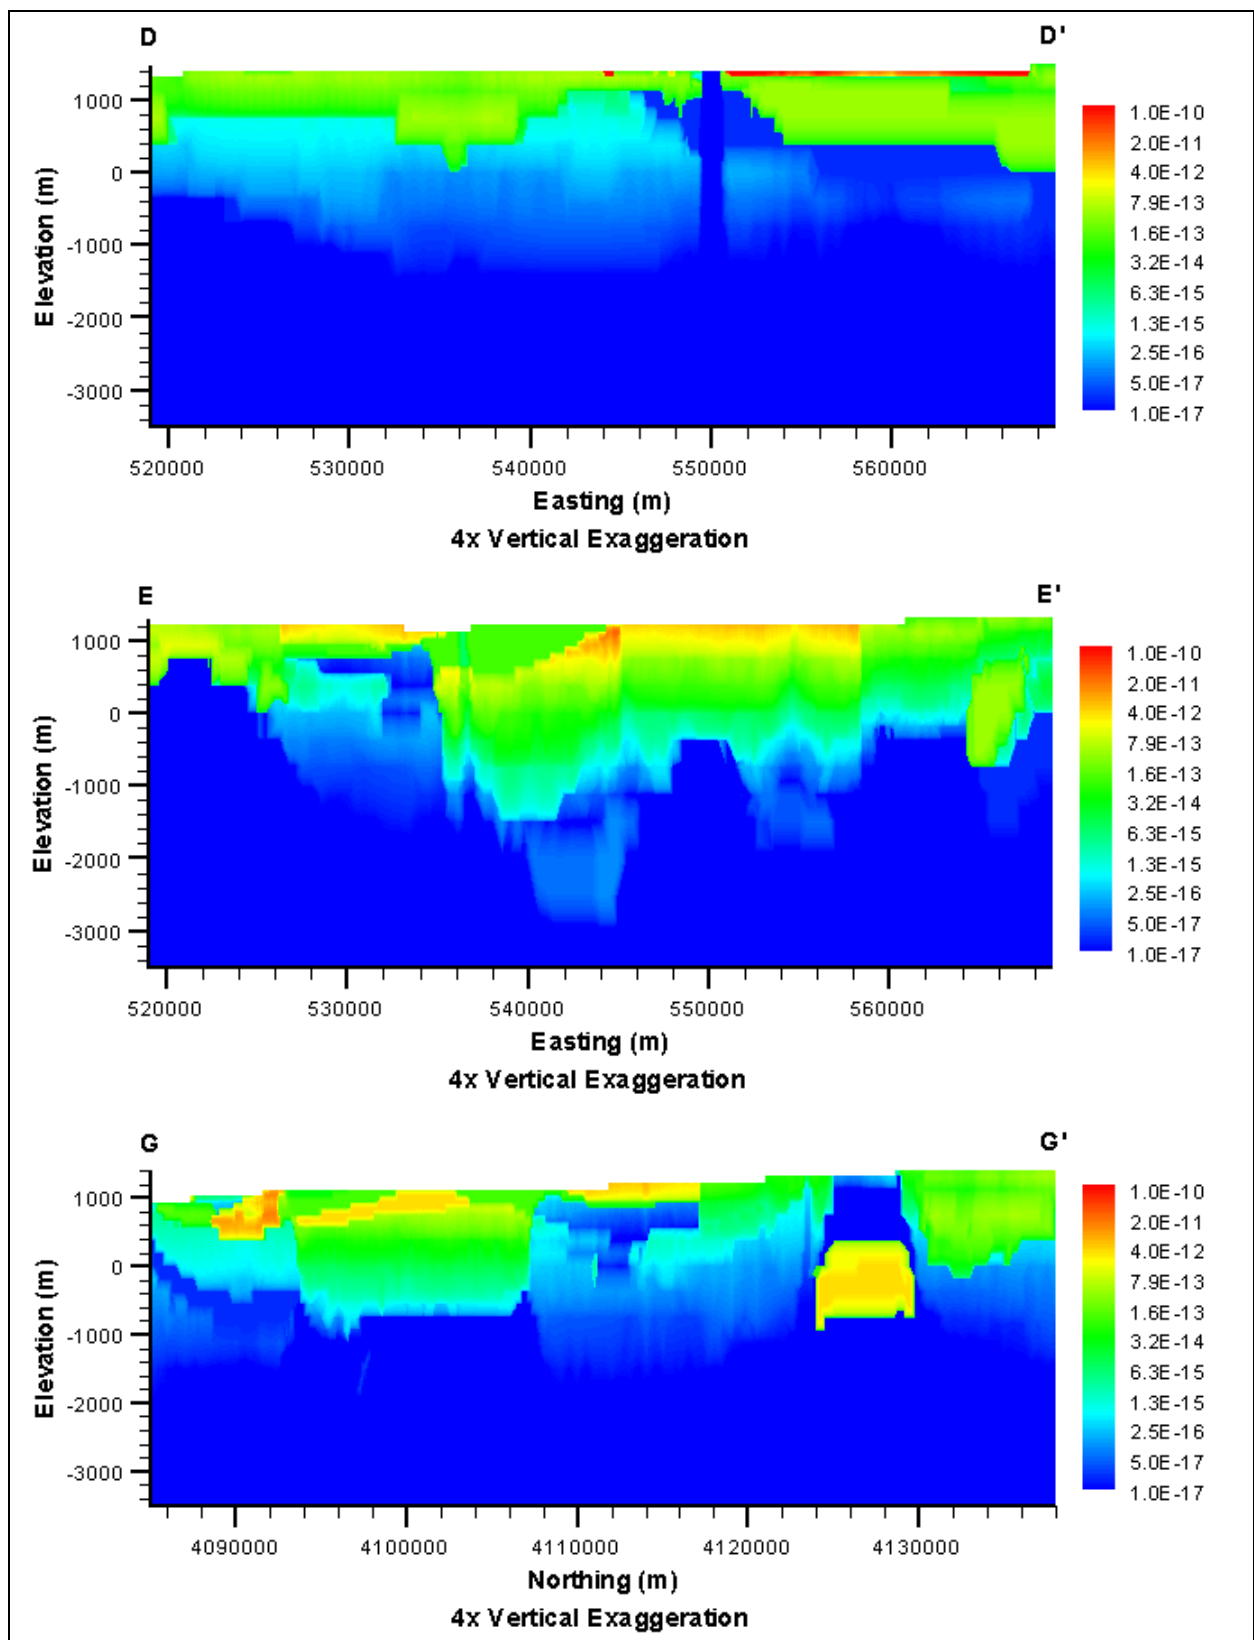 D D'
1000
0
-1000
-2000
-3000
Elevation (m)
520000 530000 540000 550000 560000
Easting (m)
4x Vertical Exaggeration
1.0E-10
2.0E-11
4.0E-12
7.9E-13
1.6E-13
3.2E-14
6.3E-15
1.3E-15
2.5E-16
5.0E-17
1.0E-17
E E'
1000
0
-1000
-2000
-3000
Elevation (m)
520000 530000 540000 550000 560000
Easting (m)
4x Vertical Exaggeration
1.0E-10
2.0E-11
4.0E-12
7.9E-13
1.6E-13
3.2E-14
6.3E-15
1.3E-15
2.5E-16
5.0E-17
1.0E-17
G G'
1000
0
-1000
-2000
-3000
Elevation (m)
4090000 4100000 4110000 4120000 4130000
Northing (m)
4x Vertical Exaggeration
1.0E-10
2.0E-11
4.0E-12
7.9E-13
1.6E-13
3.2E-14
6.3E-15
1.3E-15
2.5E-16
5.0E-17
1.0E-17